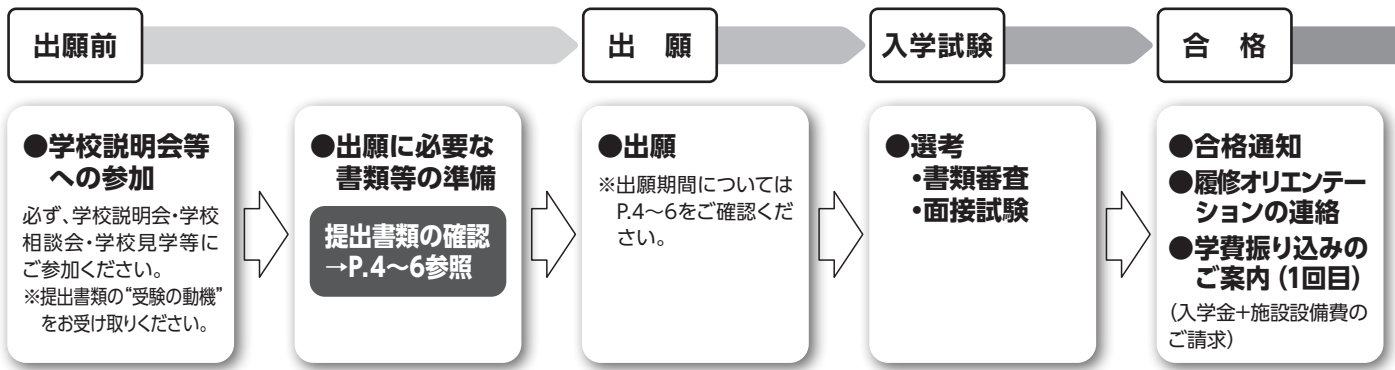 出願前
出　願
入学試験
合　格
●学校説明会等
への参加
必ず、学校説明会・学校
相談会・学校見学等に
ご参加ください。
※提出書類の“受験の動機”
をお受け取りください。
●出願に必要な
書類等の準備
提出書類の確認
→P.4～6参照
●出願
※出願期間については
P.4～6をご確認くだ
さい。
●選考
・書類審査
・面接試験
●合格通知
●履修オリエンテー
ションの連絡
●学費振り込みの
ご案内（1回目）
（入学金+施設設備費の
ご請求）